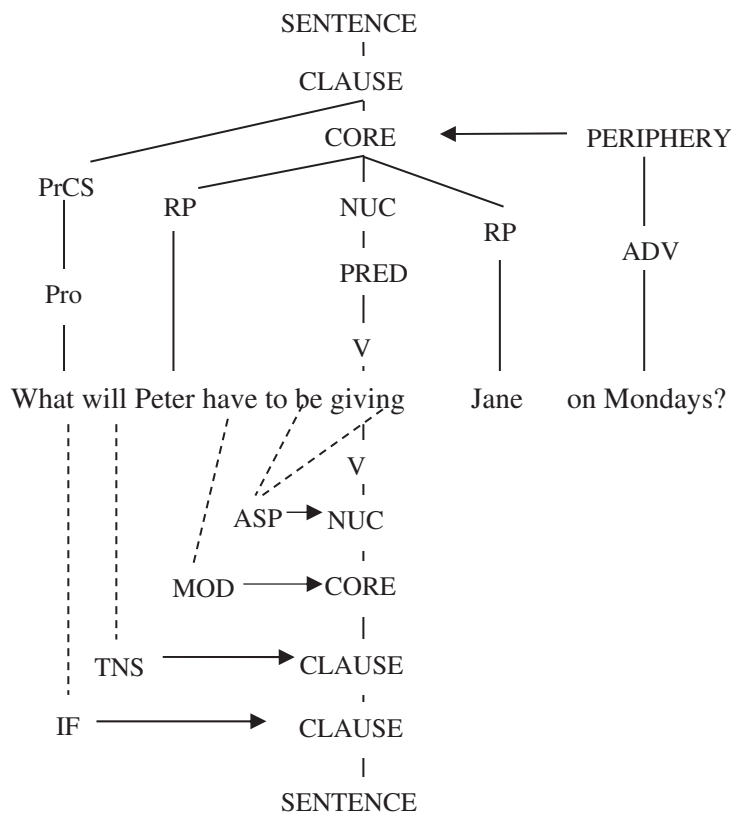 SENTENCE
CLAUSE
CORE PERIPHERY
PrCS
RP NUC
RP
ADV
PRED
Pro
V
What will Peter have to be giving Jane on Mondays?
V
ASP NUC
MOD CORE
TNS CLAUSE
IF CLAUSE
SENTENCE